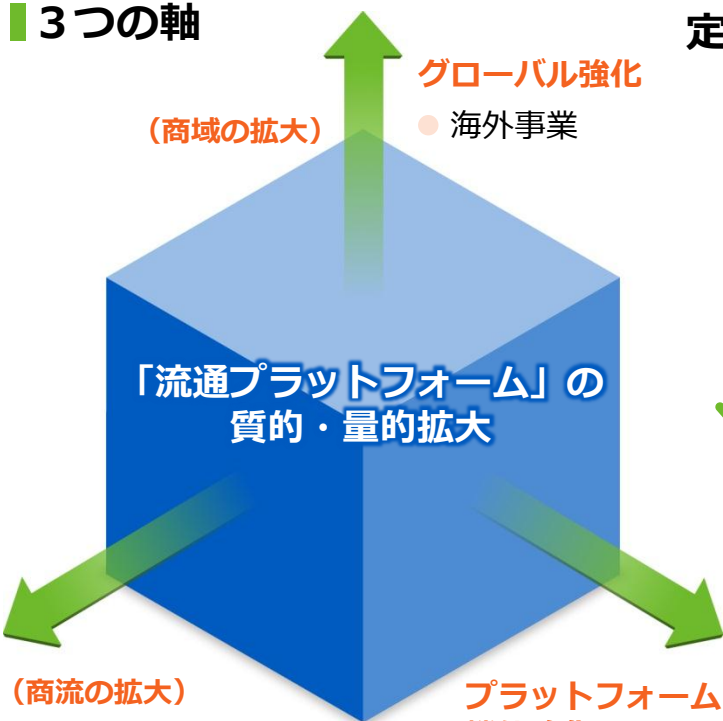 ３つの軸
定
グローバル強化
（商域の拡大）
海外事業
「流通プラットフォーム」の
質的・量的拡大
（商流の拡大）
プラットフォーム